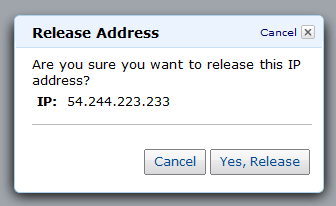 Release Address Cancel
Are you sure you want to release this IP
address?
IP: 54.244.223.233
Cancel Yes, Release